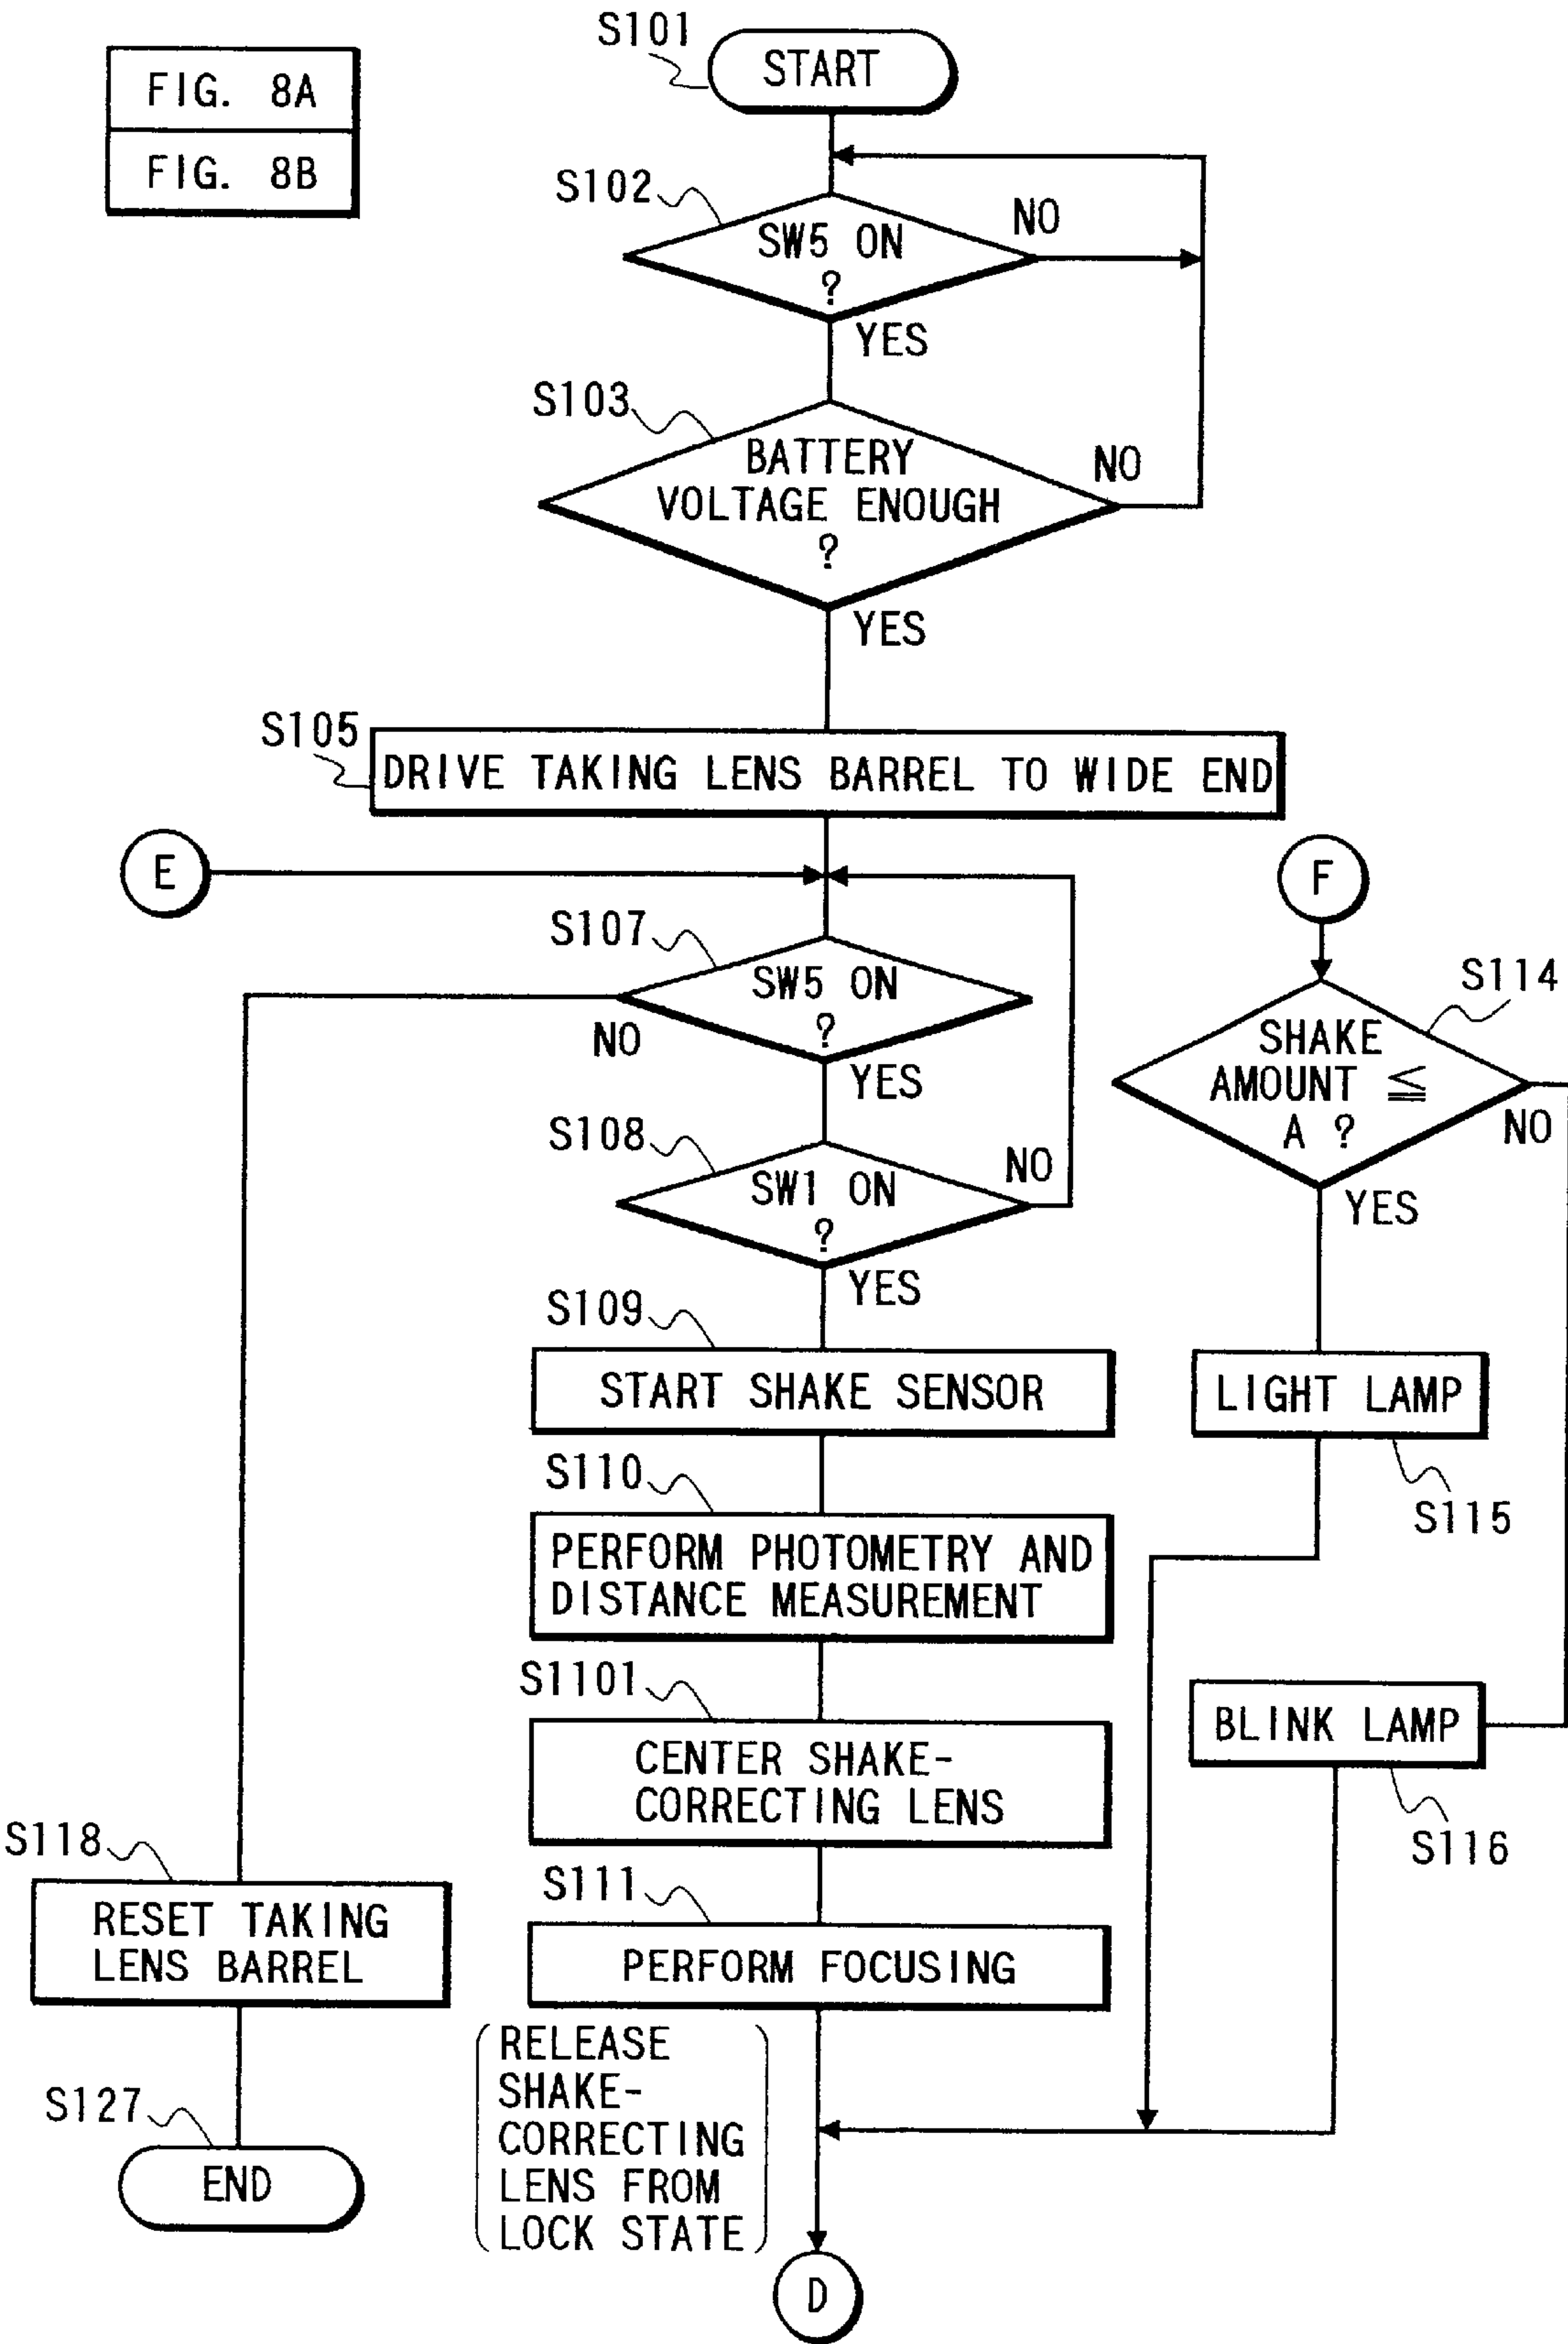 FIG. 8A
FIG. 8B
S101
START
S102
SW5 ON
?
NO
YES
S103
BATTERY
VOLTAGE ENOUGH
?
NO
YES
S105
DRIVE TAKING LENS BARREL TO WIDE END
E
F
S107
SW5 ON
?
NO
YES
S114
SHAKE
AMOUNT ≦
A ?
NO
YES
S108
SW1 ON
?
NO
YES
S109
START SHAKE SENSOR
LIGHT LAMP
S115
S110
PERFORM PHOTOMETRY AND
DISTANCE MEASUREMENT
S1101
CENTER SHAKE-
CORRECTING LENS
BLINK LAMP
S116
S118
RESET TAKING
LENS BARREL
S111
PERFORM FOCUSING
RELEASE
SHAKE-
CORRECTING
LENS FROM
LOCK STATE
S127
END
D